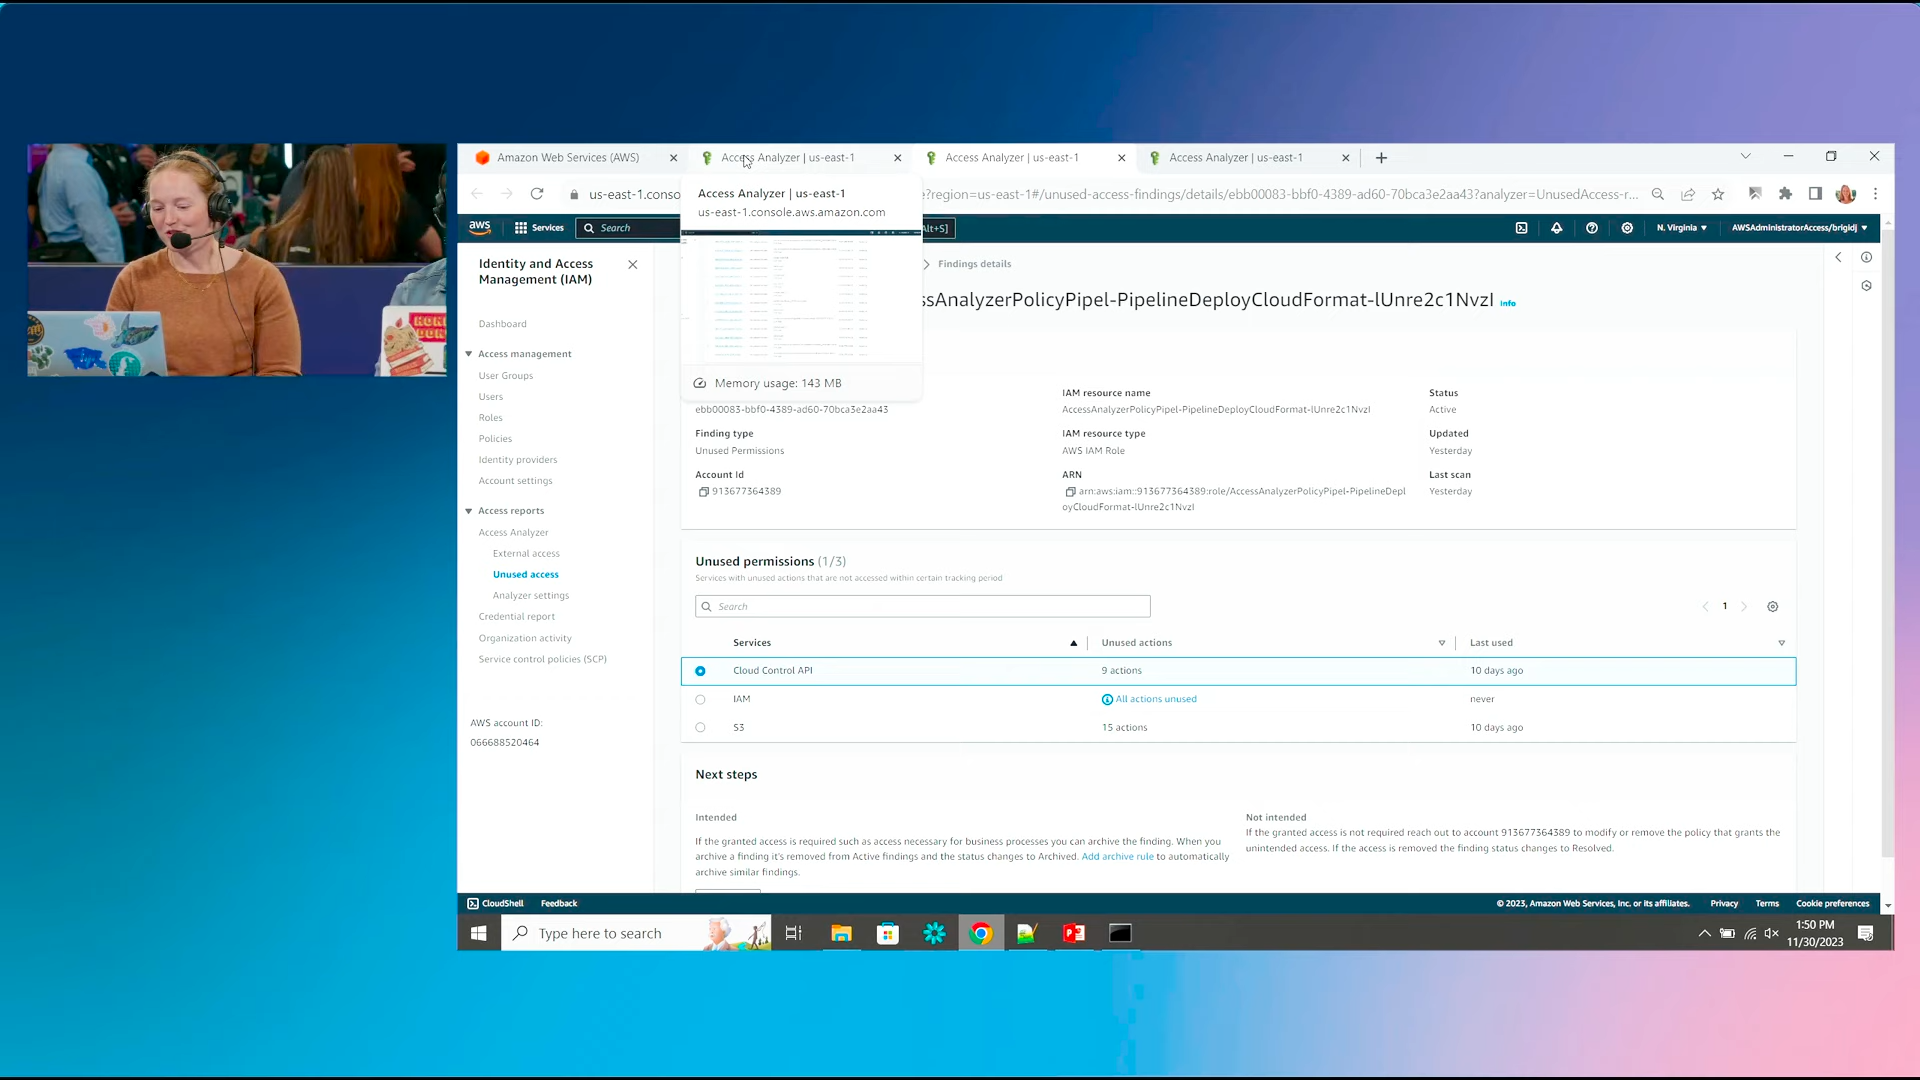 Amazon Web Services (AWS)
Access Analyzer | us-east-1
Access Analyzer | us-east-1
Access Analyzer | us-east-1
us-east-1.conso
e?region=us-east-1#/unused-access-findings/details/ebb00083-bbf0-4389-ad60-70bca3e2aa43?analyzer=UnusedAccess-r...
Access Analyzer | us-east-1
us-east-1.console.aws.amazon.com
Memory usage: 143 MB
aws
Services
Search
Alt+S]
N. Virginia
AWSAdministratorAccess/brigidj
Identity and Access
Management (IAM)
Dashboard
Access management
User Groups
Users
Roles
Policies
Identity providers
Account settings
Access reports
Access Analyzer
External access
Unused access
Analyzer settings
Credential report
Organization activity
Service control policies (SCP)
AWS account ID:
066688520464
Findings details
ssAnalyzerPolicyPipel-PipelineDeployCloudFormat-lUnre2c1NvzI Info
ebb00083-bbf0-4389-ad60-70bca3e2aa43
Finding type
Unused Permissions
Account Id
913677364389
IAM resource name
AccessAnalyzerPolicyPipel-PipelineDeployCloudFormat-lUnre2c1NvzI
IAM resource type
AWS IAM Role
ARN
arn:aws:iam::913677364389:role/AccessAnalyzerPolicyPipel-PipelineDepl
oyCloudFormat-lUnre2c1NvzI
Status
Active
Updated
Yesterday
Last scan
Yesterday
Unused permissions (1/3)
Services with unused actions that are not accessed within certain tracking period
Search
1
Services
Unused actions
Last used
Cloud Control API
9 actions
10 days ago
IAM
All actions unused
never
S3
15 actions
10 days ago
Next steps
Intended
If the granted access is required such as access necessary for business processes you can archive the finding. When you
archive a finding it's removed from Active findings and the status changes to Archived. Add archive rule to automatically
archive similar findings.
Not intended
If the granted access is not required reach out to account 913677364389 to modify or remove the policy that grants the
unintended access. If the access is removed the finding status changes to Resolved.
CloudShell
Feedback
© 2023, Amazon Web Services, Inc. or its affiliates.
Privacy
Terms
Cookie preferences
Type here to search
1:50 PM
11/30/2023